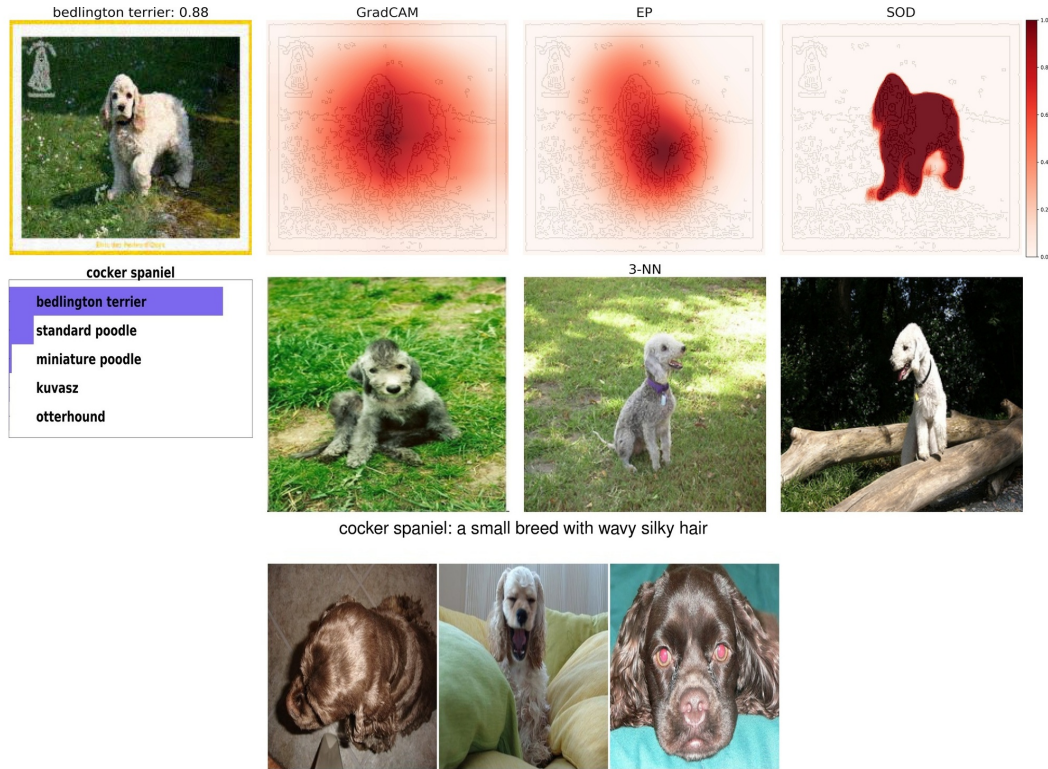 bedlington terrier: 0.88
GradCAM
EP
SOD
1.0
0.8
0.6
0.4
0.2
0.0
cocker spaniel
bedlington terrier
standard poodle
miniature poodle
kuvasz
otterhound
3-NN
cocker spaniel: a small breed with wavy silky hair